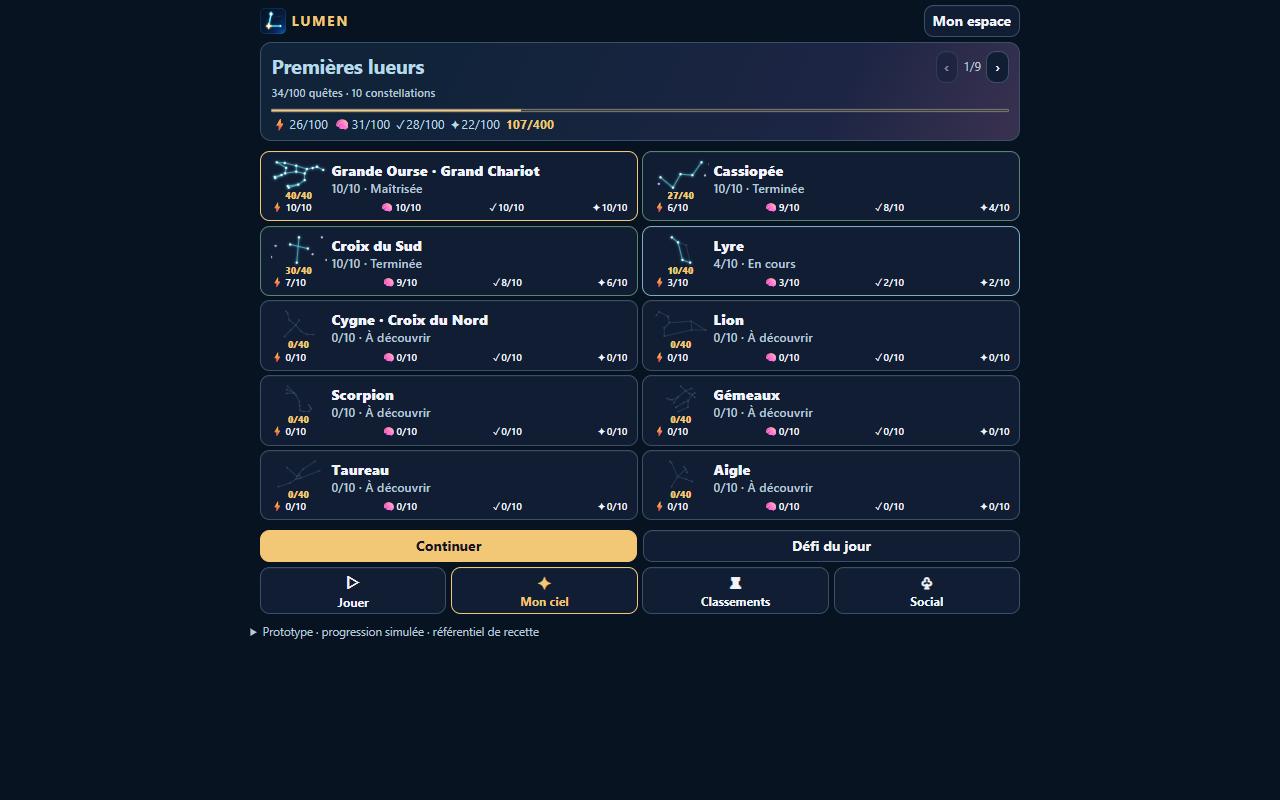 LUMEN
Mon espace
Premières lueurs
‹ 1/9 ›
34/100 quêtes · 10 constellations
⚡ 26/100 🧠 31/100 ✓28/100 ✦22/100 107/400
Grande Ourse · Grand Chariot
10/10 · Maîtrisée
40/40
⚡ 10/10 🧠 10/10 ✓10/10 ✦10/10
Cassiopée
10/10 · Terminée
27/40
⚡ 6/10 🧠 9/10 ✓8/10 ✦4/10
Croix du Sud
10/10 · Terminée
30/40
⚡ 7/10 🧠 9/10 ✓8/10 ✦6/10
Lyre
4/10 · En cours
10/40
⚡ 3/10 🧠 3/10 ✓2/10 ✦2/10
Cygne · Croix du Nord
0/10 · À découvrir
0/40
⚡ 0/10 🧠 0/10 ✓0/10 ✦0/10
Lion
0/10 · À découvrir
0/40
⚡ 0/10 🧠 0/10 ✓0/10 ✦0/10
Scorpion
0/10 · À découvrir
0/40
⚡ 0/10 🧠 0/10 ✓0/10 ✦0/10
Gémeaux
0/10 · À découvrir
0/40
⚡ 0/10 🧠 0/10 ✓0/10 ✦0/10
Taureau
0/10 · À découvrir
0/40
⚡ 0/10 🧠 0/10 ✓0/10 ✦0/10
Aigle
0/10 · À découvrir
0/40
⚡ 0/10 🧠 0/10 ✓0/10 ✦0/10
Continuer
Défi du jour
Jouer
Mon ciel
Classements
Social
▶ Prototype · progression simulée · référentiel de recette